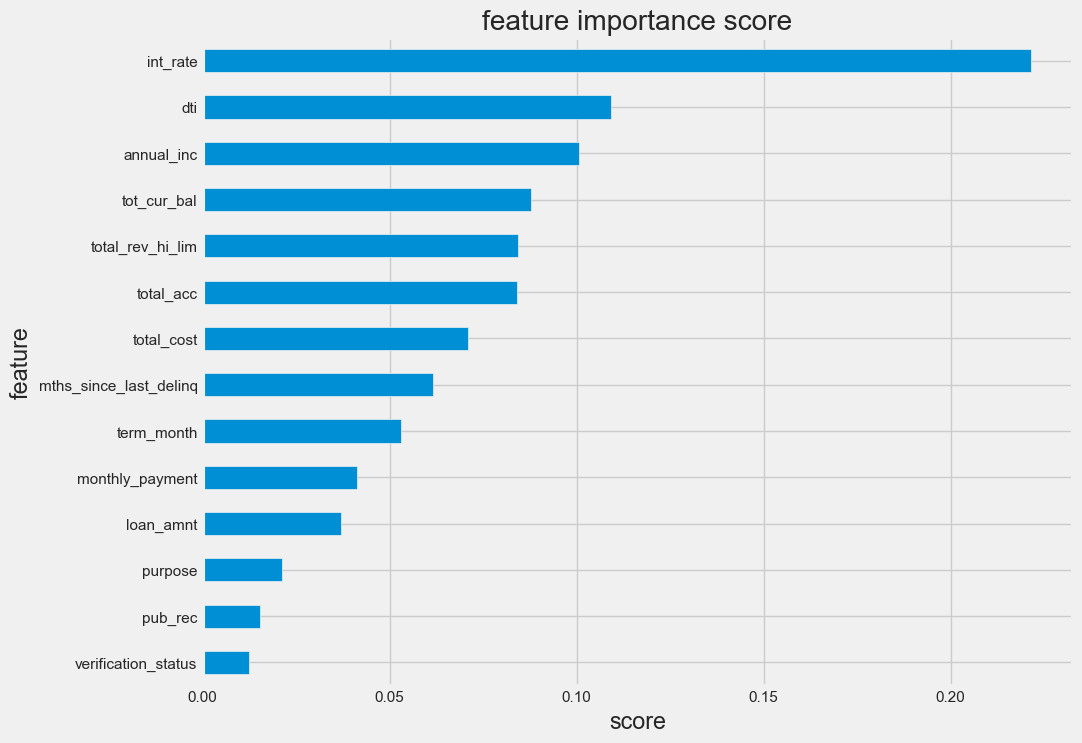 feature importance score
int_rate
dti
annual_inc
tot_cur_bal
total_rev_hi_lim
total_acc
total_cost
mths_since_last_delinq
term_month
monthly_payment
loan_amnt
purpose
pub_rec
verification_status
feature
0.00 0.05 0.10 0.15 0.20
score